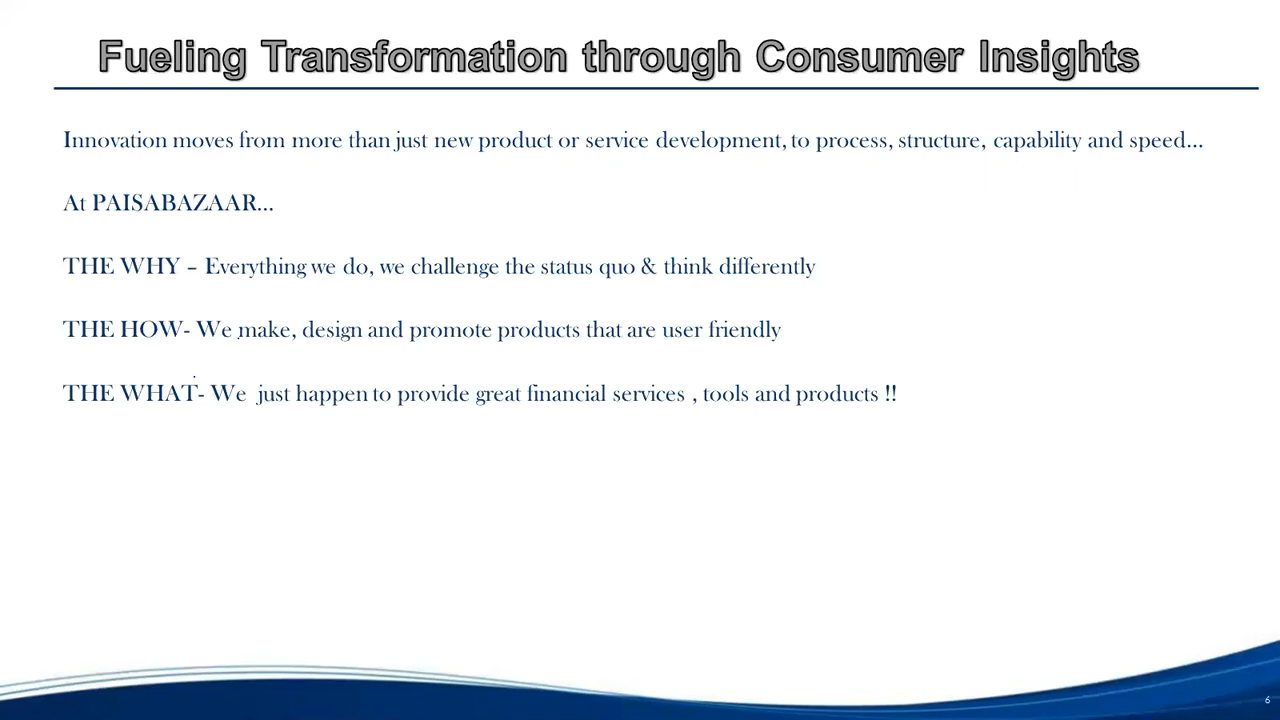 Fueling Transformation through Consumer Insights
Innovation moves from more than just new product or service development, to process, structure, capability and speed...
At PAISABAZAAR...
THE WHY – Everything we do, we challenge the status quo & think differently
THE HOW- We make, design and promote products that are user friendly
THE WHAT- We just happen to provide great financial services , tools and products !!
6